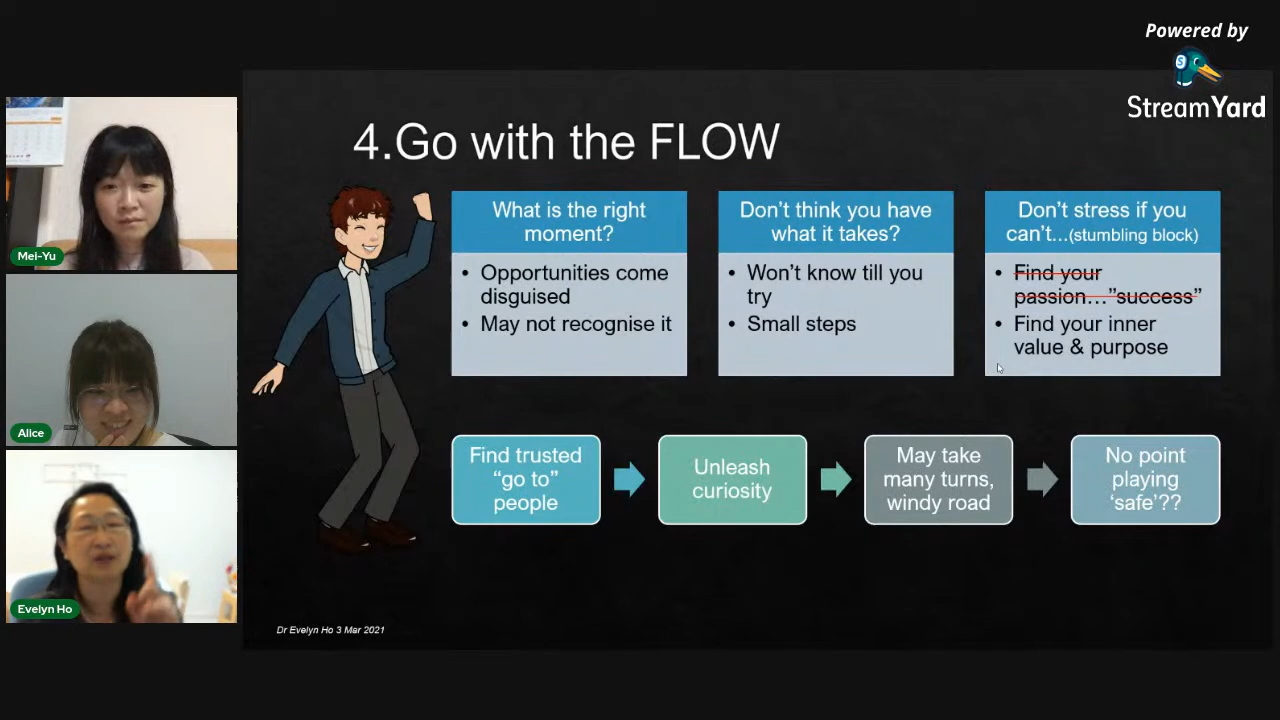 Powered by
StreamYard
4.Go with the FLOW
What is the right
moment?
• Opportunities come
disguised
• May not recognise it
Don't think you have
what it takes?
• Won't know till you
try
• Small steps
Don't stress if you
can't...(stumbling block)
• Find your
passion…"success"
• Find your inner
value & purpose
Find trusted
"go to"
people
Unleash
curiosity
May take
many turns,
windy road
No point
playing
'safe'??
Dr Evelyn Ho 3 Mar 2021
Mei-Yu
Alice
Evelyn Ho